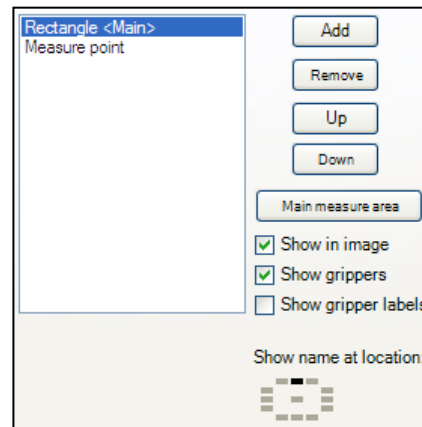 Rectangle <Main>
Measure point
Add
Remove
Up
Down
Main measure area
Show in image
Show grippers
Show gripper labels
Show name at location: